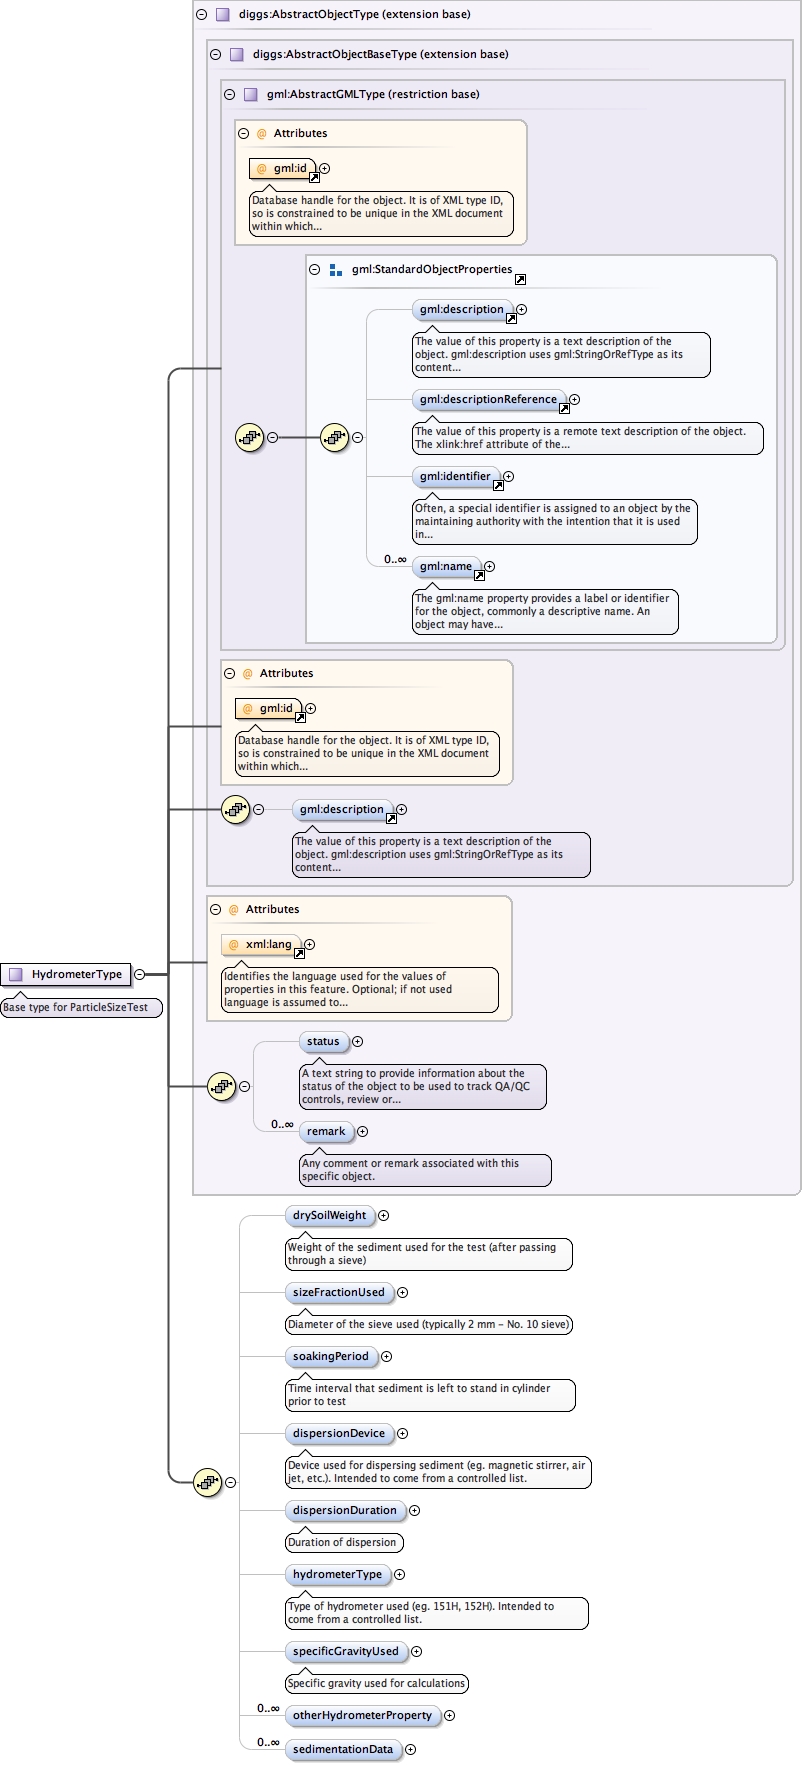 diggs:AbstractObjectType (extension base)
diggs:AbstractObjectBaseType (extension base)
gml:AbstractGMLType (restriction base)
@ Attributes
@ gml:id
Database handle for the object. It is of XML type ID,
so is constrained to be unique in the XML document
within which...
gml:StandardObjectProperties
gml:description
The value of this property is a text description of the
object. gml:description uses gml:StringOrRefType as its
content...
gml:descriptionReference
The value of this property is a remote text description of the object.
The xlink:href attribute of the...
gml:identifier
Often, a special identifier is assigned to an object by the
maintaining authority with the intention that it is used
in...
0..∞
gml:name
The gml:name property provides a label or identifier
for the object, commonly a descriptive name. An
object may have...
@ Attributes
@ gml:id
Database handle for the object. It is of XML type ID,
so is constrained to be unique in the XML document
within which...
gml:description
The value of this property is a text description of the
object. gml:description uses gml:StringOrRefType as its
content...
@ Attributes
@ xml:lang
Identifies the language used for the values of
properties in this feature. Optional; if not used
language is assumed to...
HydrometerType
Base type for ParticleSizeTest
status
A text string to provide information about the
status of the object to be used to track QA/QC
controls, review or...
0..∞
remark
Any comment or remark associated with this
specific object.
drySoilWeight
Weight of the sediment used for the test (after passing
through a sieve)
sizeFractionUsed
Diameter of the sieve used (typically 2 mm – No. 10 sieve)
soakingPeriod
Time interval that sediment is left to stand in cylinder
prior to test
dispersionDevice
Device used for dispersing sediment (eg. magnetic stirrer, air
jet, etc.). Intended to come from a controlled list.
dispersionDuration
Duration of dispersion
hydrometerType
Type of hydrometer used (eg. 151H, 152H). Intended to
come from a controlled list.
specificGravityUsed
Specific gravity used for calculations
0..∞
otherHydrometerProperty
0..∞
sedimentationData